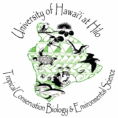 University of Hawai'i at Hilo
Tropical Conservation Biology & Environmental Science